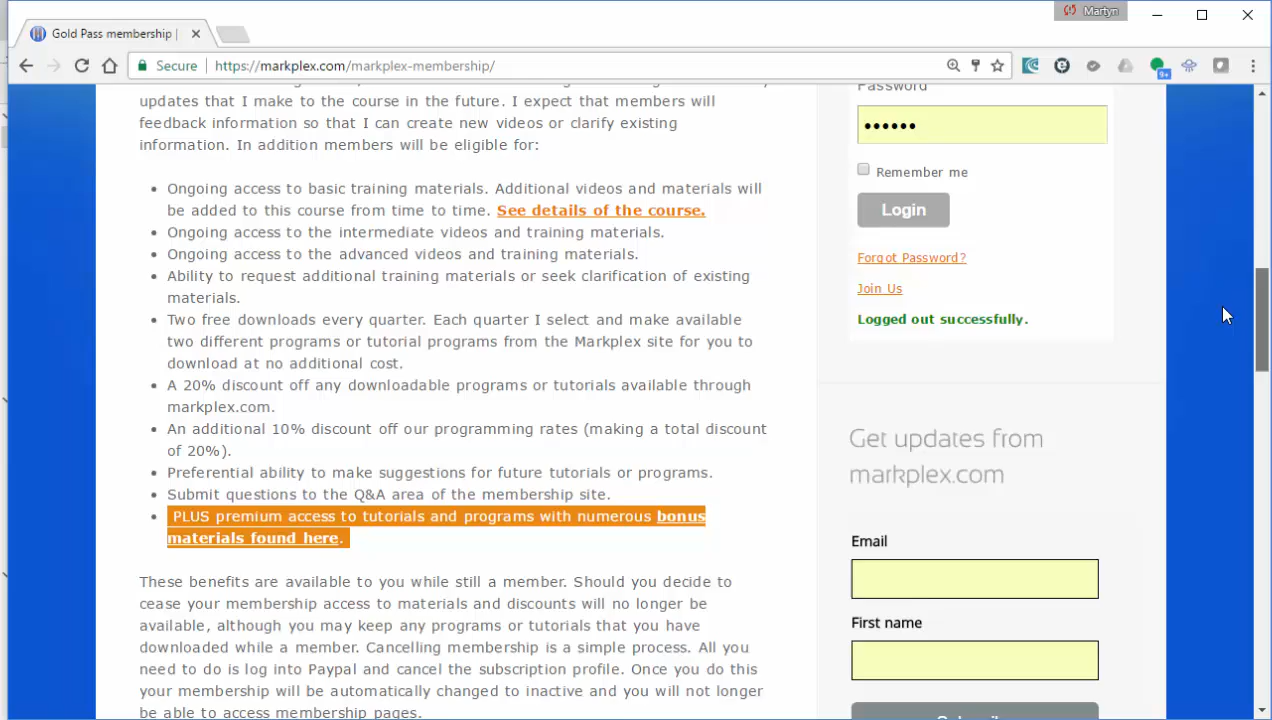 Martyn
Gold Pass membership |
Secure
https://markplex.com/markplex-membership/
9+
updates that I make to the course in the future. I expect that members will
feedback information so that I can create new videos or clarify existing
information. In addition members will be eligible for:
Ongoing access to basic training materials. Additional videos and materials will
be added to this course from time to time. See details of the course.
Ongoing access to the intermediate videos and training materials.
Ongoing access to the advanced videos and training materials.
Ability to request additional training materials or seek clarification of existing
materials.
Two free downloads every quarter. Each quarter I select and make available
two different programs or tutorial programs from the Markplex site for you to
download at no additional cost.
A 20% discount off any downloadable programs or tutorials available through
markplex.com.
An additional 10% discount off our programming rates (making a total discount
of 20%).
Preferential ability to make suggestions for future tutorials or programs.
Submit questions to the Q&A area of the membership site.
PLUS premium access to tutorials and programs with numerous bonus
materials found here.
These benefits are available to you while still a member. Should you decide to
cease your membership access to materials and discounts will no longer be
available, although you may keep any programs or tutorials that you have
downloaded while a member. Cancelling membership is a simple process. All you
need to do is log into Paypal and cancel the subscription profile. Once you do this
your membership will be automatically changed to inactive and you will not longer
be able to access membership pages.
Password
Remember me
Login
Forgot Password?
Join Us
Logged out successfully.
Get updates from
markplex.com
Email
First name